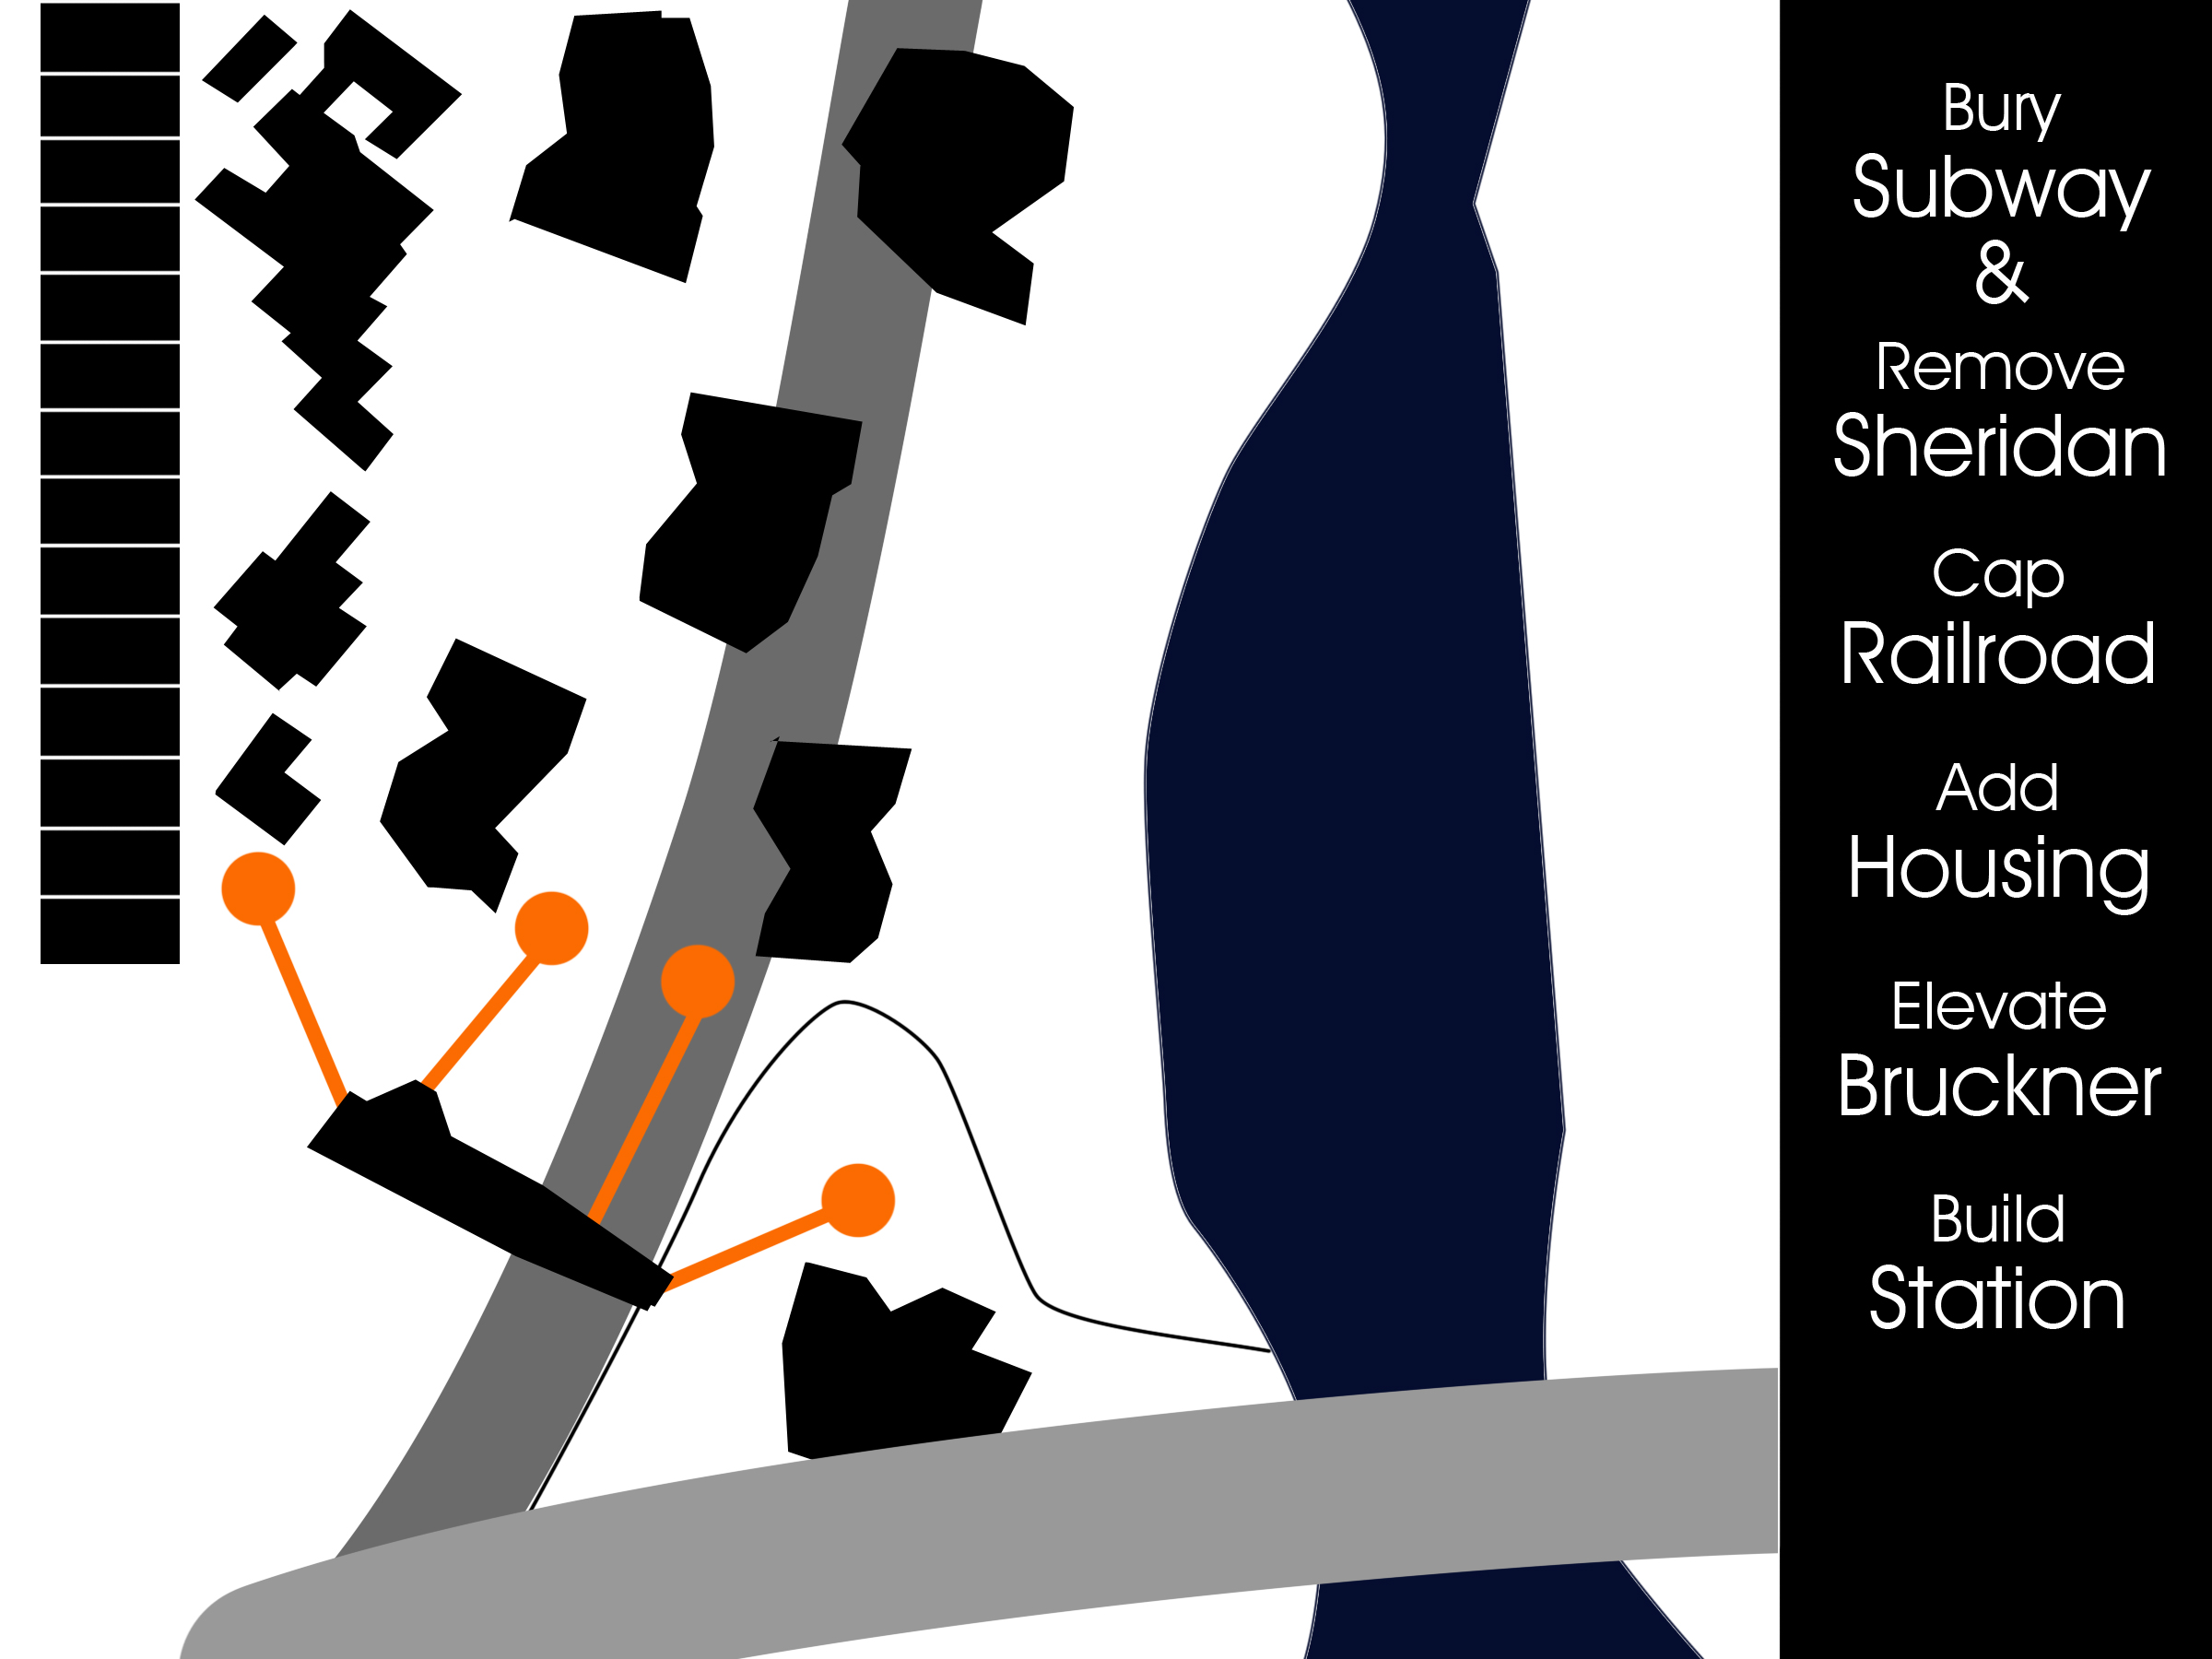 Bury
Subway
&
Remove
Sheridan
Cap
Railroad
Add
Housing
Elevate
Bruckner
Build
Station